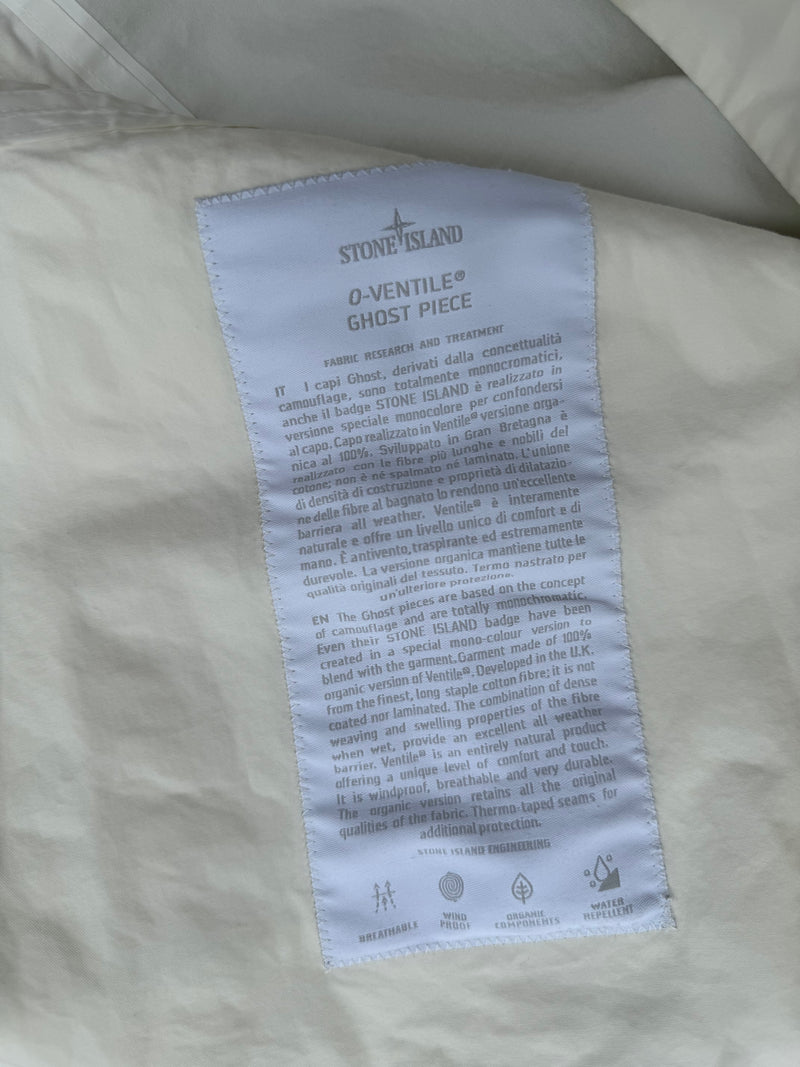 STONE ISLAND
O-VENTILE®
GHOST PIECE
FABRIC RESEARCH AND TREATMENT
IT I capi Ghost, derivati dalla concettualità
camouflage, sono totalmente monocromatici,
anche il badge STONE ISLAND è realizzato in
versione speciale monocolore per confondersi
al capo. Capo realizzato in Ventile® versione orga-
nica al 100%. Sviluppato in Gran Bretagna è
realizzato con le fibre più lunghe e nobili del
cotone; non è né spalmato né laminato. L'unione
di densità di costruzione e proprietà di dilatazio-
ne delle fibre al bagnato lo rendono un'eccellente
barriera all weather. Ventile® è interamente
naturale e offre un livello unico di comfort e di
mano. È antivento, traspirante ed estremamente
durevole. La versione organica mantiene tutte le
qualità originali del tessuto. Termo nastrato per
un'ulteriore protezione.
EN The Ghost pieces are based on the concept
of camouflage and are totally monochromatic.
Even their STONE ISLAND badge have been
created in a special mono-colour version to
blend with the garment. Garment made of 100%
organic version of Ventile®. Developed in the U.K.
from the finest, long staple cotton fibre; it is not
coated nor laminated. The combination of dense
weaving and swelling properties of the fibre
when wet, provide an excellent all weather
barrier. Ventile® is an entirely natural product
offering a unique level of comfort and touch.
It is windproof, breathable and very durable.
The organic version retains all the original
qualities of the fabric. Thermo-taped seams for
additional protection.
STONE ISLAND ENGINEERING
BREATHABLE
WIND
PROOF
ORGANIC
COMPONENTS
WATER
REPELLENT